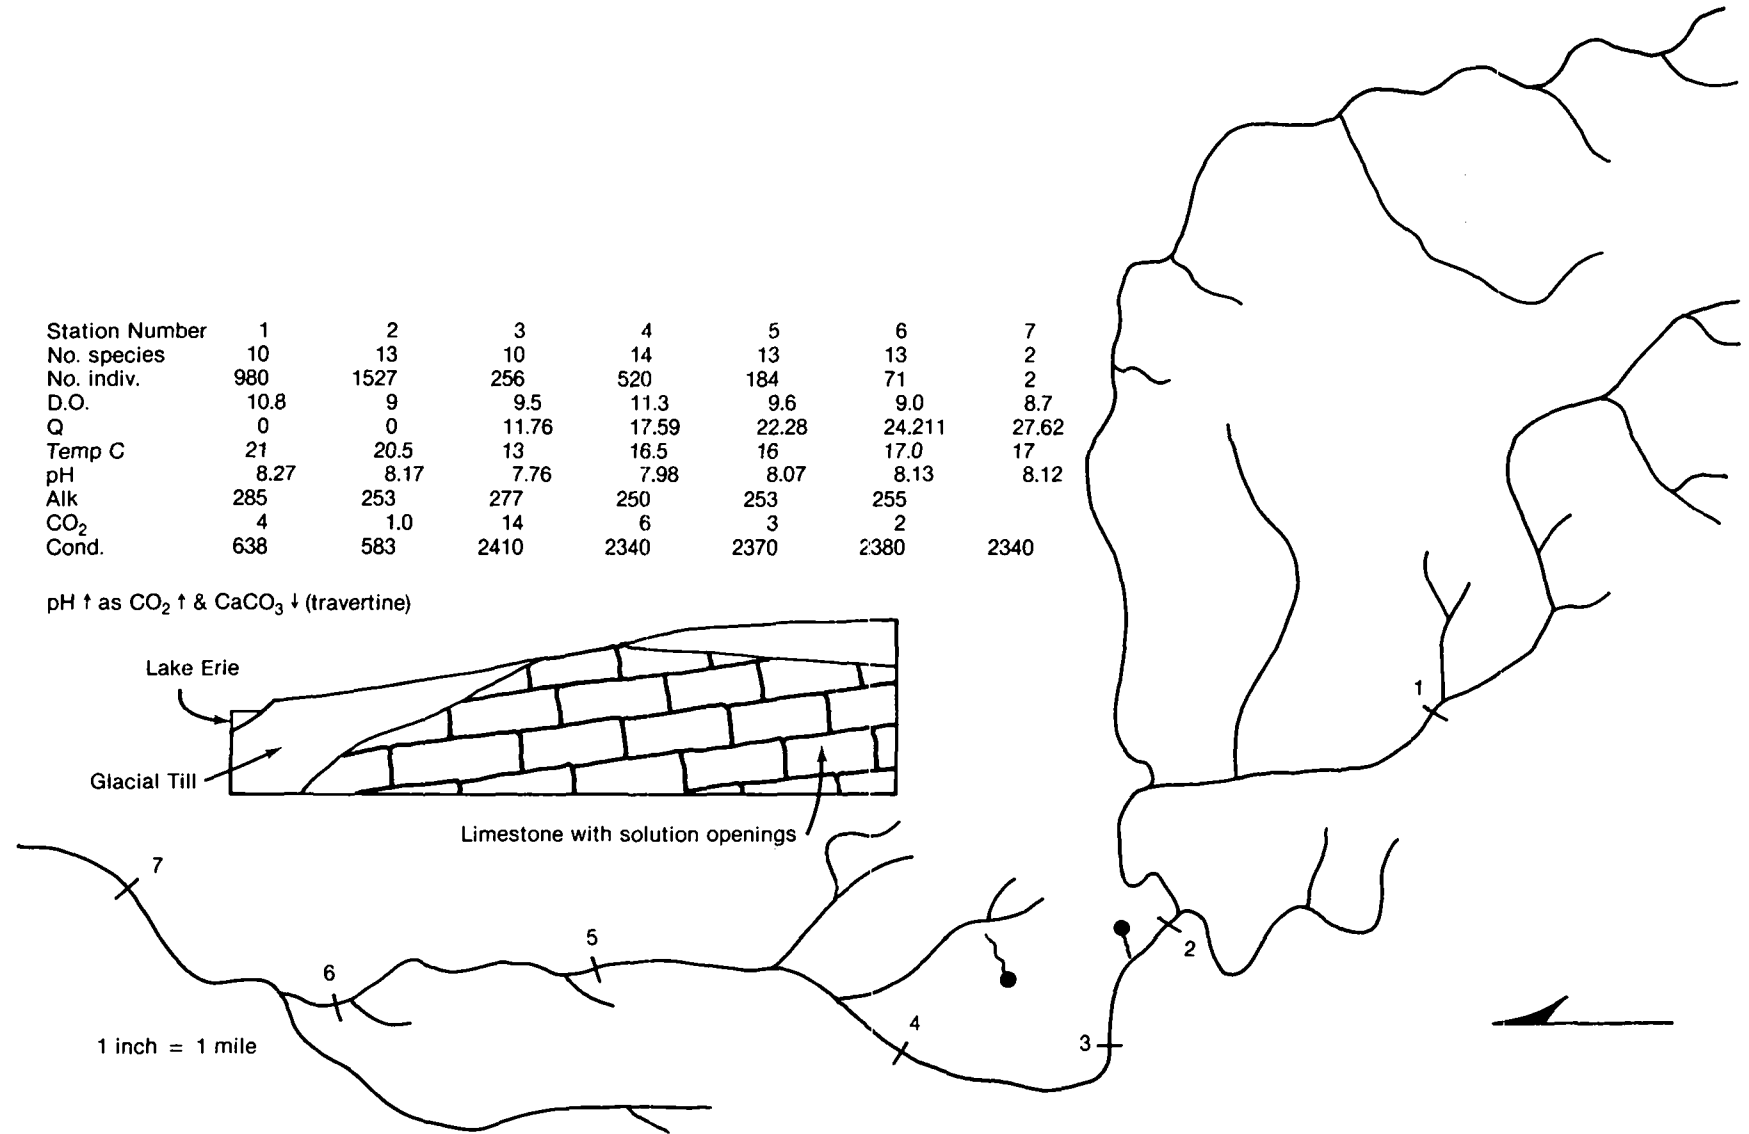 Station Number 1 2 3 4 5 6 7
No. species 10 13 10 14 13 13 2
No. indiv. 980 1527 256 520 184 71 2
D.O. 10.8 9 9.5 11.3 9.6 9.0 8.7
Q 0 0 11.76 17.59 22.28 24.211 27.62
Temp C 21 20.5 13 16.5 16 17.0 17
pH 8.27 8.17 7.76 7.98 8.07 8.13 8.12
Alk 285 253 277 250 253 255
CO₂ 4 1.0 14 6 3 2
Cond. 638 583 2410 2340 2370 2380 2340
pH ↑ as CO₂ ↑ & CaCO₃ ↓ (travertine)
Lake Erie
Glacial Till
Limestone with solution openings
1
2
3
4
5
6
7
1 inch = 1 mile